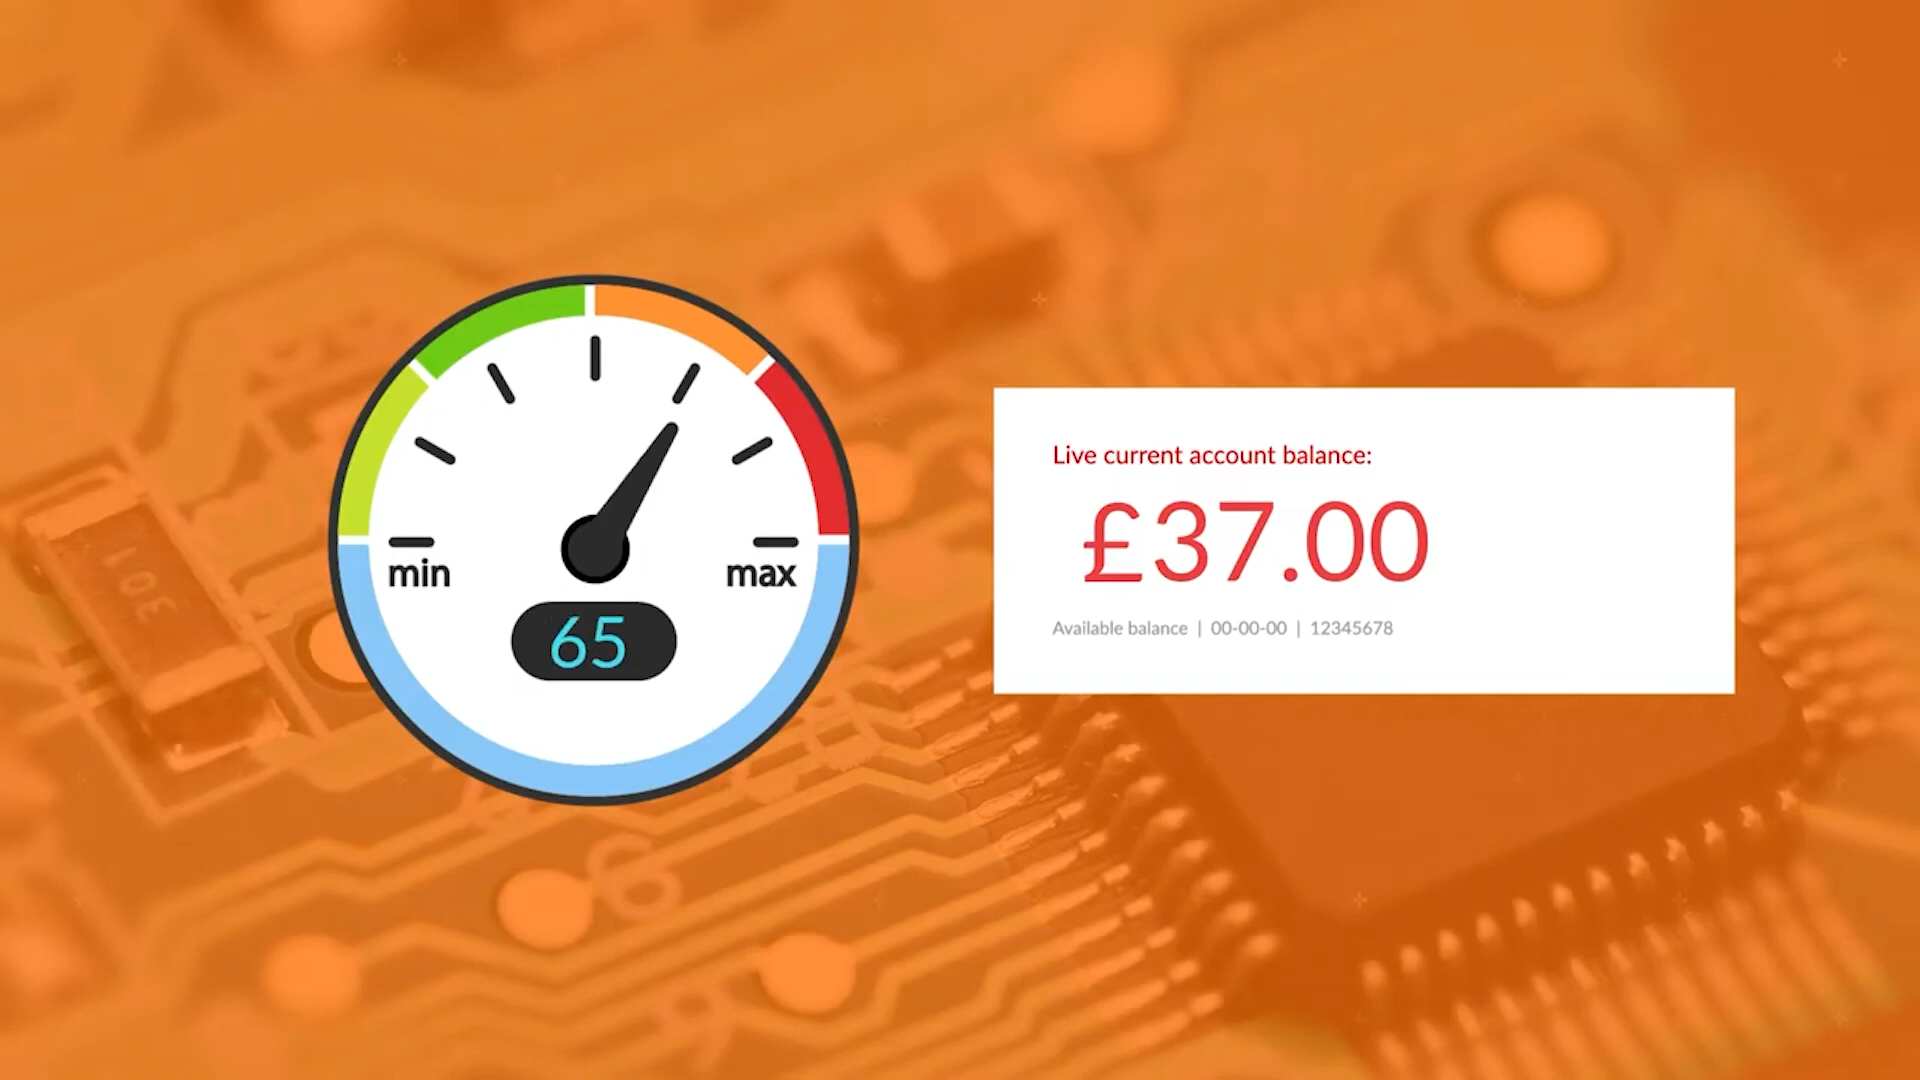 min
max
65
Live current account balance:
£37.00
Available balance | 00-00-00 | 12345678